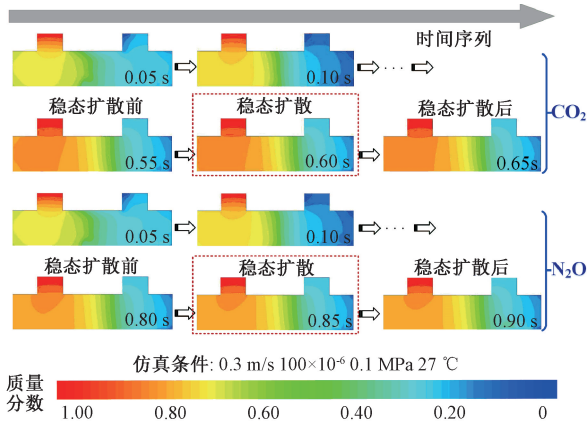 时间序列
0.05 s
0.10 s
···
稳态扩散前
稳态扩散
稳态扩散后
CO₂
0.55 s
0.60 s
0.65s
0.05 s
0.10 s
···
稳态扩散前
稳态扩散
稳态扩散后
N₂O
0.80 s
0.85 s
0.90 s
仿真条件: 0.3 m/s 100×10⁻⁶ 0.1 MPa 27 ℃
质量
分数
1.00 0.80 0.60 0.40 0.20 0